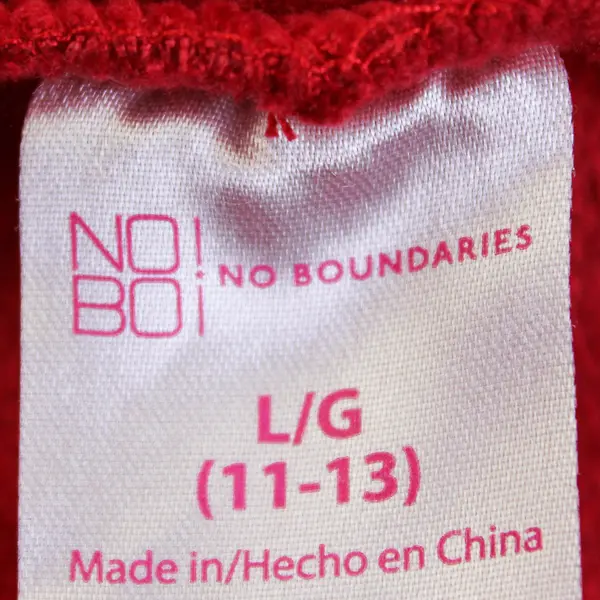 NO!
BO¡
NO BOUNDARIES
L/G
(11-13)
Made in/Hecho en China